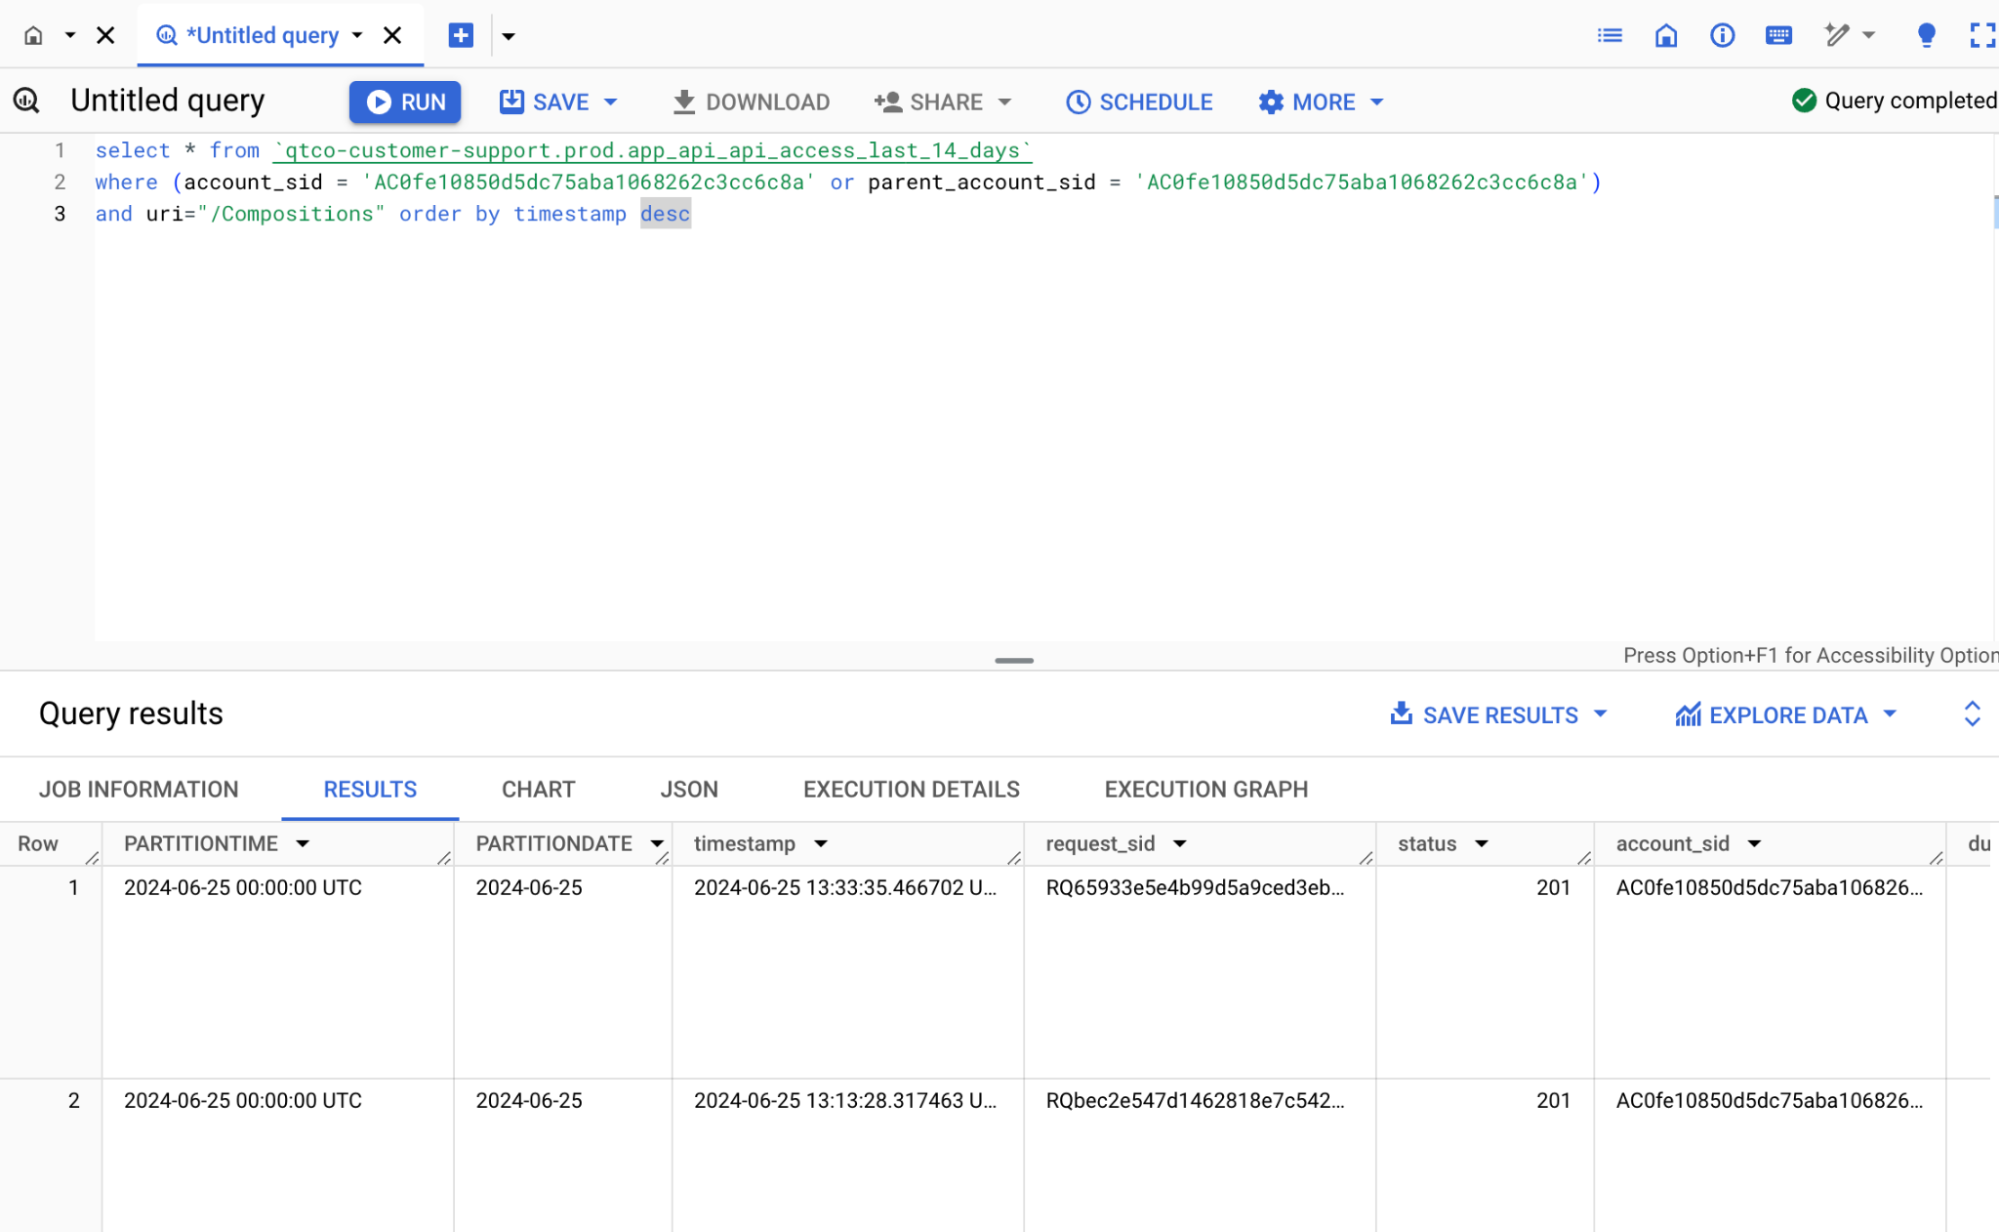 *Untitled query
Untitled query RUN SAVE DOWNLOAD SHARE SCHEDULE MORE Query completed
1 select * from `qtco-customer-support.prod.app_api_api_access_last_14_days`
2 where (account_sid = 'AC0fe10850d5dc75aba1068262c3cc6c8a' or parent_account_sid = 'AC0fe10850d5dc75aba1068262c3cc6c8a')
3 and uri="/Compositions" order by timestamp desc
Press Option+F1 for Accessibility Option
Query results SAVE RESULTS EXPLORE DATA
JOB INFORMATION RESULTS CHART JSON EXECUTION DETAILS EXECUTION GRAPH
Row PARTITIONTIME PARTITIONDATE timestamp request_sid status account_sid du
1 2024-06-25 00:00:00 UTC 2024-06-25 2024-06-25 13:33:35.466702 U... RQ65933e5e4b99d5a9ced3eb... 201 AC0fe10850d5dc75aba106826...
2 2024-06-25 00:00:00 UTC 2024-06-25 2024-06-25 13:13:28.317463 U... RQbec2e547d1462818e7c542... 201 AC0fe10850d5dc75aba106826...